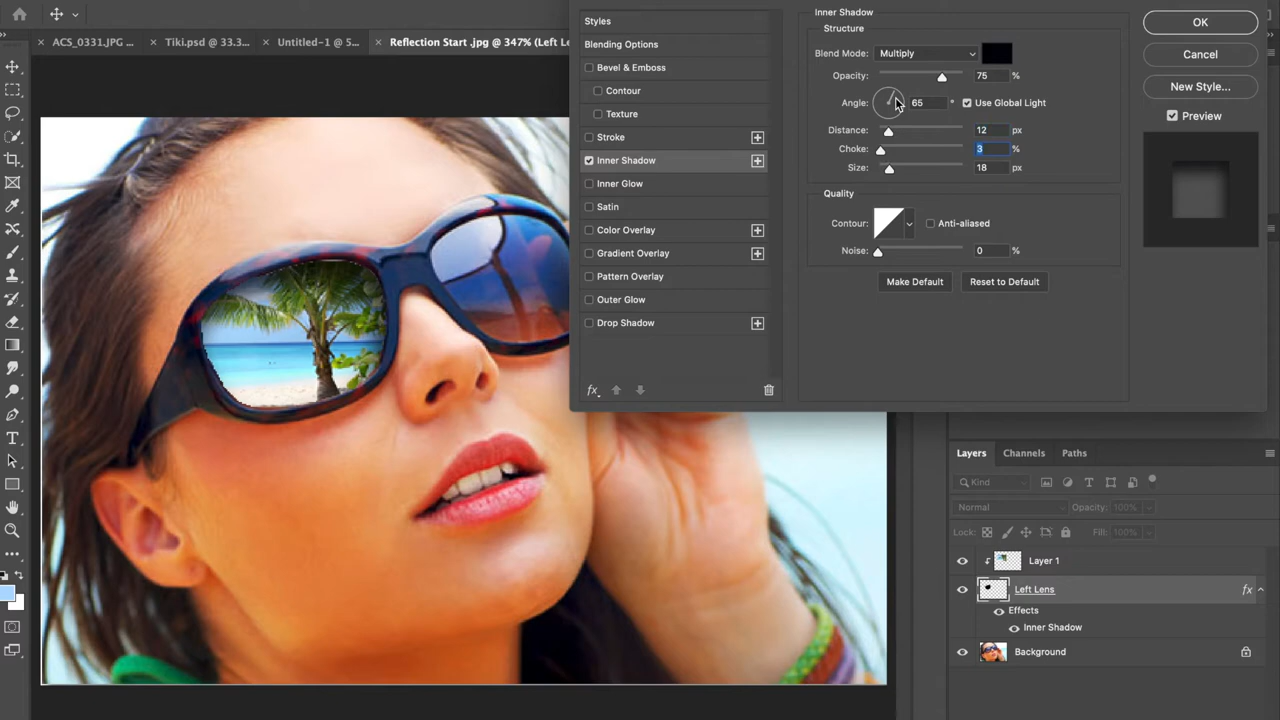 ACS_0331.JPG ...
Tiki.psd @ 33.3...
Untitled-1 @ 5...
Reflection Start .jpg @ 347% (Left Le
Styles
Blending Options
Bevel & Emboss
Contour
Texture
Stroke
Inner Shadow
Inner Glow
Satin
Color Overlay
Gradient Overlay
Pattern Overlay
Outer Glow
Drop Shadow
fx
Inner Shadow
Structure
Blend Mode: Multiply
Opacity: 75 %
Angle: 65 ° Use Global Light
Distance: 12 px
Choke: 3 %
Size: 18 px
Quality
Contour: Anti-aliased
Noise: 0 %
Make Default Reset to Default
OK
Cancel
New Style...
Preview
Layers Channels Paths
Kind
Normal Opacity: 100%
Lock: Fill: 100%
Layer 1
Left Lens fx
Effects
Inner Shadow
Background